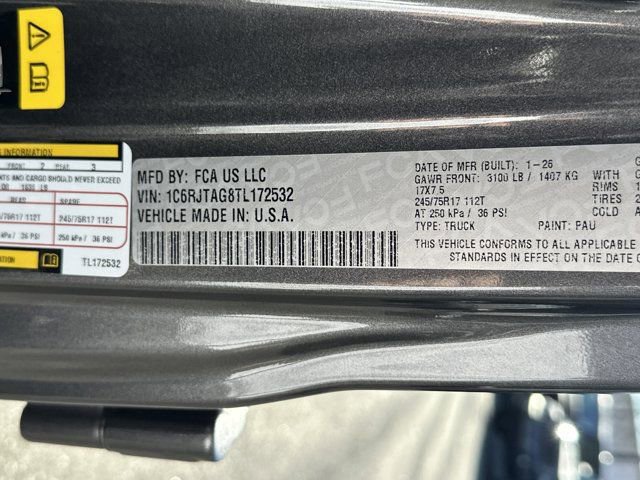 INFORMATION
2 REAR 3
AND CARGO SHOULD NEVER EXCEED
SPARE
245/75R17 112T
36 PSI 250 kPa / 36 PSI
TL172532
MFD BY: FCA US LLC
VIN: 1C6RJTAG8TL172532
VEHICLE MADE IN: U.S.A.
DATE OF MFR (BUILT): 1-26
GAWR FRONT: 3100 LB / 1407 KG WITH
17X7.5 RIMS
245/75R17 112T TIRES
AT 250 kPa / 36 PSI COLD
TYPE: TRUCK PAINT: PAU
THIS VEHICLE CONFORMS TO ALL APPLICABLE
STANDARDS IN EFFECT ON THE DATE